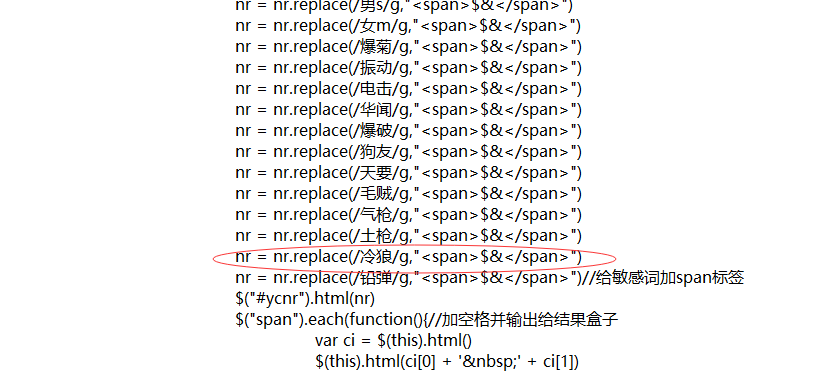 nr = nr.replace(/男s/g,"<span>$&</span>")
nr = nr.replace(/女m/g,"<span>$&</span>")
nr = nr.replace(/爆菊/g,"<span>$&</span>")
nr = nr.replace(/振动/g,"<span>$&</span>")
nr = nr.replace(/电击/g,"<span>$&</span>")
nr = nr.replace(/华闻/g,"<span>$&</span>")
nr = nr.replace(/爆破/g,"<span>$&</span>")
nr = nr.replace(/狗友/g,"<span>$&</span>")
nr = nr.replace(/天要/g,"<span>$&</span>")
nr = nr.replace(/毛贼/g,"<span>$&</span>")
nr = nr.replace(/气枪/g,"<span>$&</span>")
nr = nr.replace(/土枪/g,"<span>$&</span>")
nr = nr.replace(/冷狼/g,"<span>$&</span>")
nr = nr.replace(/铅弹/g,"<span>$&</span>")//给敏感词加span标签
$("#ycnr").html(nr)
$("span").each(function(){//加空格并输出给结果盒子
var ci = $(this).html()
$(this).html(ci[0] + '&nbsp;' + ci[1])